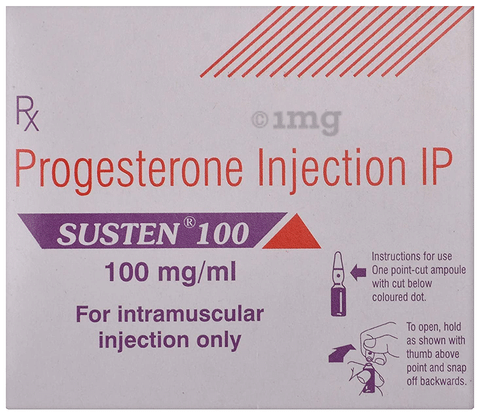 ©1mg
Rx
Progesterone Injection IP
SUSTEN® 100
100 mg/ml
For intramuscular
injection only
Instructions for use
One point-cut ampoule
with cut below
coloured dot.
To open, hold
as shown with
thumb above
point and snap
off backwards.